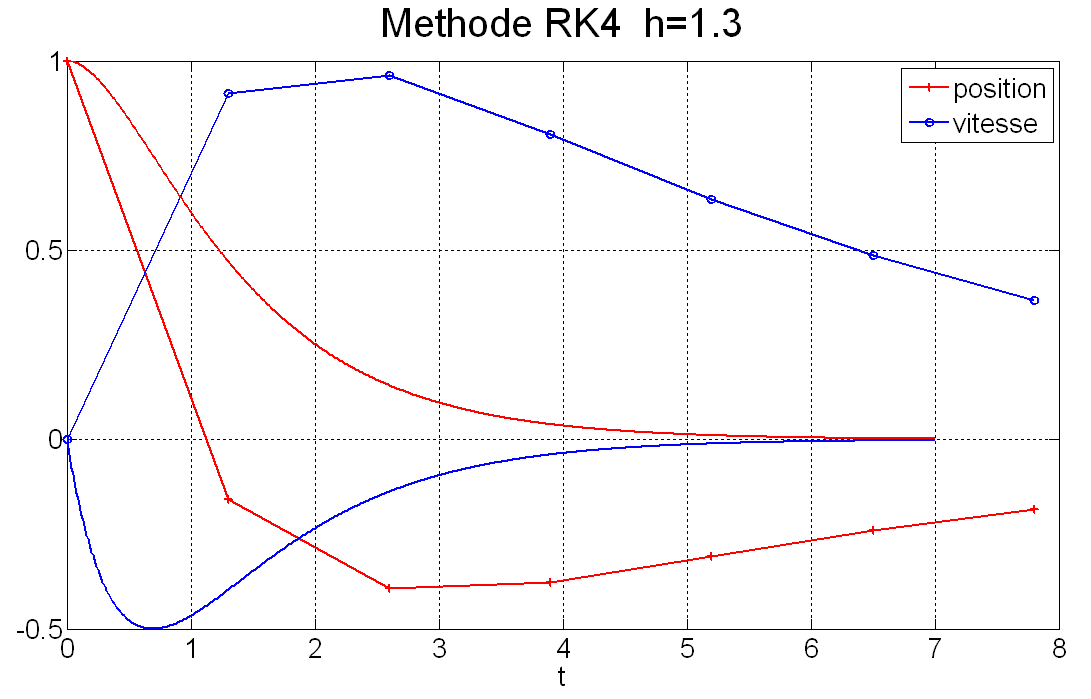 Methode RK4 h=1.3
position
vitesse
1
0.5
0
-0.5
0 1 2 3 4 5 6 7 8
t